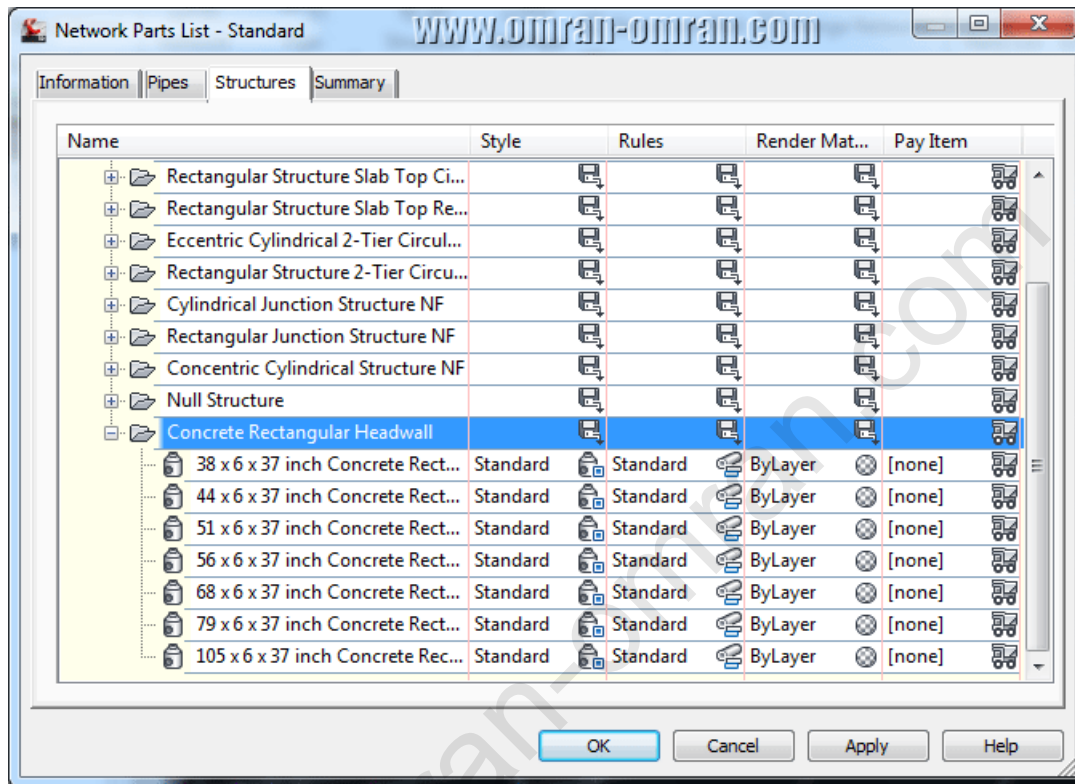 Network Parts List - Standard
www.omran-omran.com
Information Pipes Structures Summary
Name Style Rules Render Mat... Pay Item
Rectangular Structure Slab Top Ci...
Rectangular Structure Slab Top Re...
Eccentric Cylindrical 2-Tier Circul...
Rectangular Structure 2-Tier Circu...
Cylindrical Junction Structure NF
Rectangular Junction Structure NF
Concentric Cylindrical Structure NF
Null Structure
Concrete Rectangular Headwall
38 x 6 x 37 inch Concrete Rect... Standard Standard ByLayer [none]
44 x 6 x 37 inch Concrete Rect... Standard Standard ByLayer [none]
51 x 6 x 37 inch Concrete Rect... Standard Standard ByLayer [none]
56 x 6 x 37 inch Concrete Rect... Standard Standard ByLayer [none]
68 x 6 x 37 inch Concrete Rect... Standard Standard ByLayer [none]
79 x 6 x 37 inch Concrete Rect... Standard Standard ByLayer [none]
105 x 6 x 37 inch Concrete Rec... Standard Standard ByLayer [none]
OK Cancel Apply Help
ran-omran.com